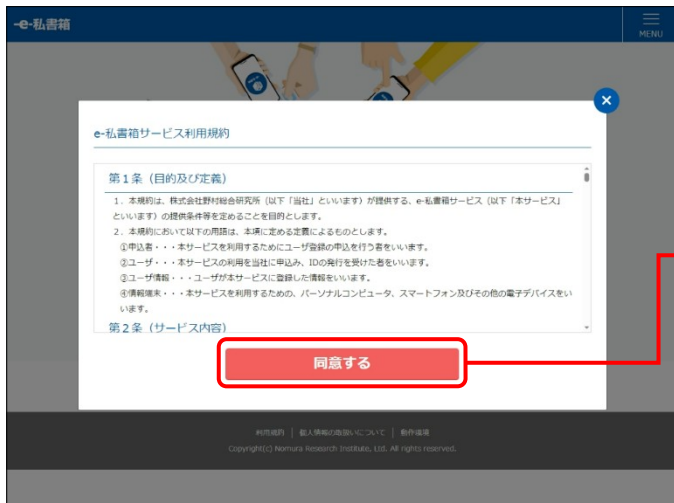 -e-私書箱
MENU
e-私書箱サービス利用規約
第1条（目的及び定義）
1．本規約は、株式会社野村総合研究所（以下「当社」といいます）が提供する、e-私書箱サービス（以下「本サービス」
といいます）の提供条件等を定めることを目的とします。
2．本規約において以下の用語は、本項に定める定義によるものとします。
①申込者・・・本サービスを利用するためにユーザ登録の申込を行う者をいいます。
②ユーザ・・・本サービスの利用を当社に申込み、IDの発行を受けた者をいいます。
③ユーザ情報・・・ユーザが本サービスに登録した情報をいいます。
④情報端末・・・本サービスを利用するための、パーソナルコンピュータ、スマートフォン及びその他の電子デバイスをい
います。
第2条（サービス内容）
同意する
利用規約 | 個人情報の取扱いについて | 動作環境
Copyright(c) Nomura Research Institute, Ltd. All rights reserved.